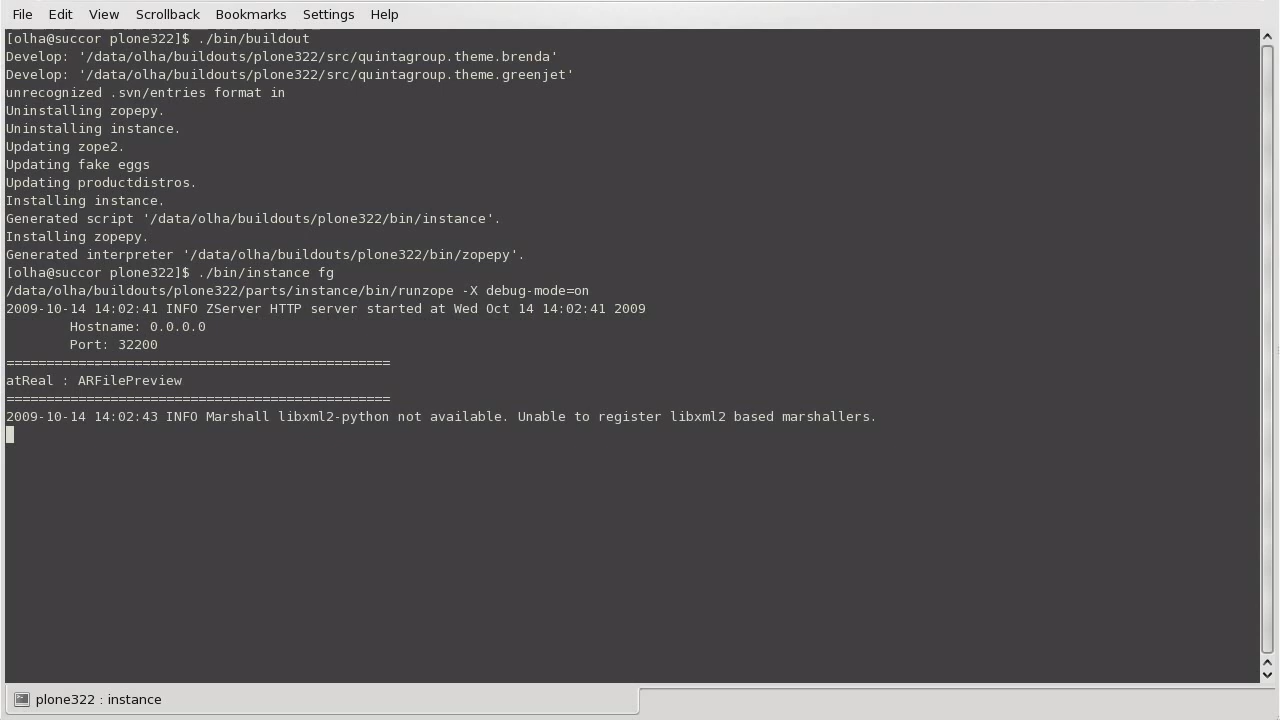 File Edit View Scrollback Bookmarks Settings Help
[olha@succor plone322]$ ./bin/buildout
Develop: '/data/olha/buildouts/plone322/src/quintagroup.theme.brenda'
Develop: '/data/olha/buildouts/plone322/src/quintagroup.theme.greenjet'
unrecognized .svn/entries format in
Uninstalling zopepy.
Uninstalling instance.
Updating zope2.
Updating fake eggs
Updating productdistros.
Installing instance.
Generated script '/data/olha/buildouts/plone322/bin/instance'.
Installing zopepy.
Generated interpreter '/data/olha/buildouts/plone322/bin/zopepy'.
[olha@succor plone322]$ ./bin/instance fg
/data/olha/buildouts/plone322/parts/instance/bin/runzope -X debug-mode=on
2009-10-14 14:02:41 INFO ZServer HTTP server started at Wed Oct 14 14:02:41 2009
        Hostname: 0.0.0.0
        Port: 32200
================================================
atReal : ARFilePreview
================================================
2009-10-14 14:02:43 INFO Marshall libxml2-python not available. Unable to register libxml2 based marshallers.
plone322 : instance